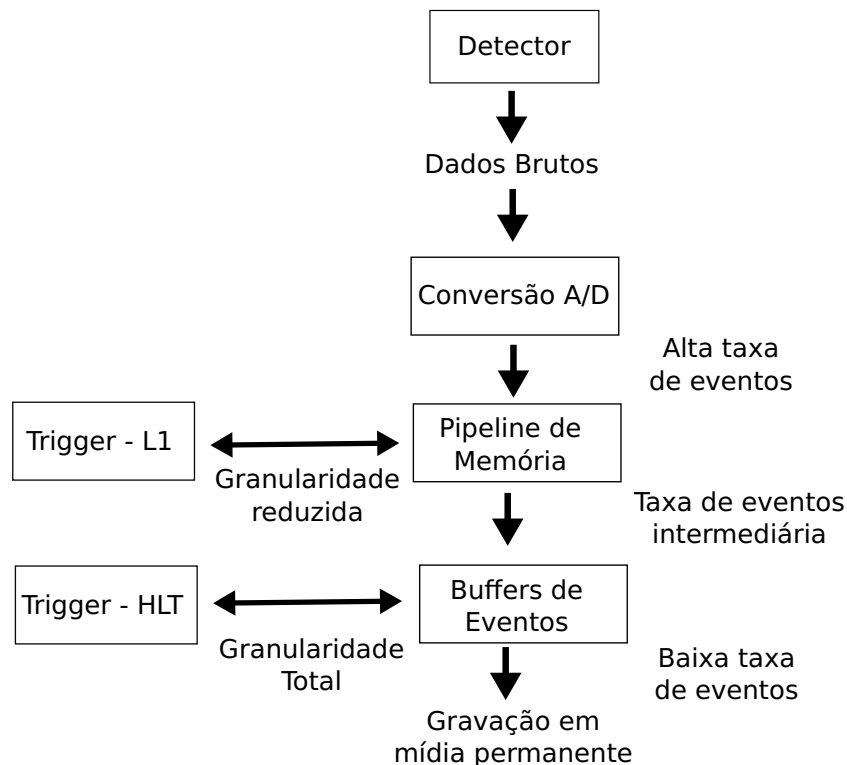 Detector
Dados Brutos
Conversão A/D
Alta taxa
de eventos
Trigger - L1
Granularidade
reduzida
Pipeline de
Memória
Taxa de eventos
intermediária
Trigger - HLT
Granularidade
Total
Buffers de
Eventos
Baixa taxa
de eventos
Gravação em
mídia permanente